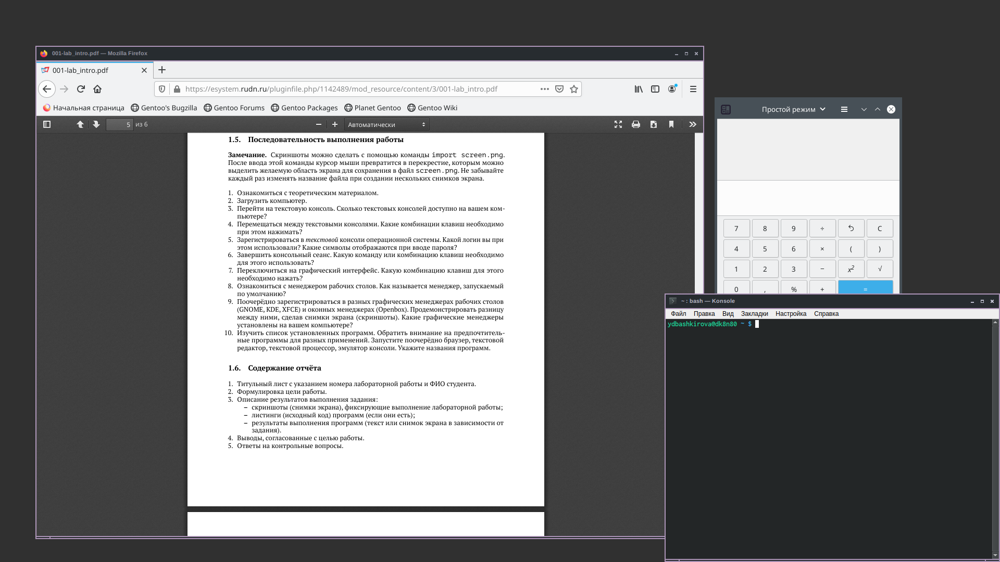 001-lab_intro.pdf — Mozilla Firefox
001-lab_intro.pdf
https://esystem.rudn.ru/pluginfile.php/1142489/mod_resource/content/3/001-lab_intro.pdf
Начальная страница Gentoo's Bugzilla Gentoo Forums Gentoo Packages Planet Gentoo Gentoo Wiki
5 из 6 Автоматически
1.5. Последовательность выполнения работы
Замечание. Скриншоты можно сделать с помощью команды import screen.png.
После ввода этой команды курсор мыши превратится в перекрестие, которым можно
выделить желаемую область экрана для сохранения в файл screen.png. Не забывайте
каждый раз изменять название файла при создании нескольких снимков экрана.
1. Ознакомиться с теоретическим материалом.
2. Загрузить компьютер.
3. Перейти на текстовую консоль. Сколько текстовых консолей доступно на вашем ком-
пьютере?
4. Перемещаться между текстовыми консолями. Какие комбинации клавиш необходимо
при этом нажимать?
5. Зарегистрироваться в текстовой консоли операционной системы. Какой логин вы при
этом использовали? Какие символы отображаются при вводе пароля?
6. Завершить консольный сеанс. Какую команду или комбинацию клавиш необходимо
для этого использовать?
7. Переключиться на графический интерфейс. Какую комбинацию клавиш для этого
необходимо нажать?
8. Ознакомиться с менеджером рабочих столов. Как называется менеджер, запускаемый
по умолчанию?
9. Поочерёдно зарегистрироваться в разных графических менеджерах рабочих столов
(GNOME, KDE, XFCE) и оконных менеджерах (Openbox). Продемонстрировать разницу
между ними, сделав снимки экрана (скриншоты). Какие графические менеджеры
установлены на вашем компьютере?
10. Изучить список установленных программ. Обратить внимание на предпочтитель-
ные программы для разных применений. Запустите поочерёдно браузер, текстовой
редактор, текстовой процессор, эмулятор консоли. Укажите названия программ.
1.6. Содержание отчёта
1. Титульный лист с указанием номера лабораторной работы и ФИО студента.
2. Формулировка цели работы.
3. Описание результатов выполнения задания:
– скриншоты (снимки экрана), фиксирующие выполнение лабораторной работы;
– листинги (исходный код) программ (если они есть);
– результаты выполнения программ (текст или снимок экрана в зависимости от
задания).
4. Выводы, согласованные с целью работы.
5. Ответы на контрольные вопросы.
Простой режим
7 8 9 ÷ C
4 5 6 × ( )
1 2 3 − x² √
0 , % + =
~ : bash — Konsole
Файл Правка Вид Закладки Настройка Справка
ydbashkirova@dk8n80 ~ $